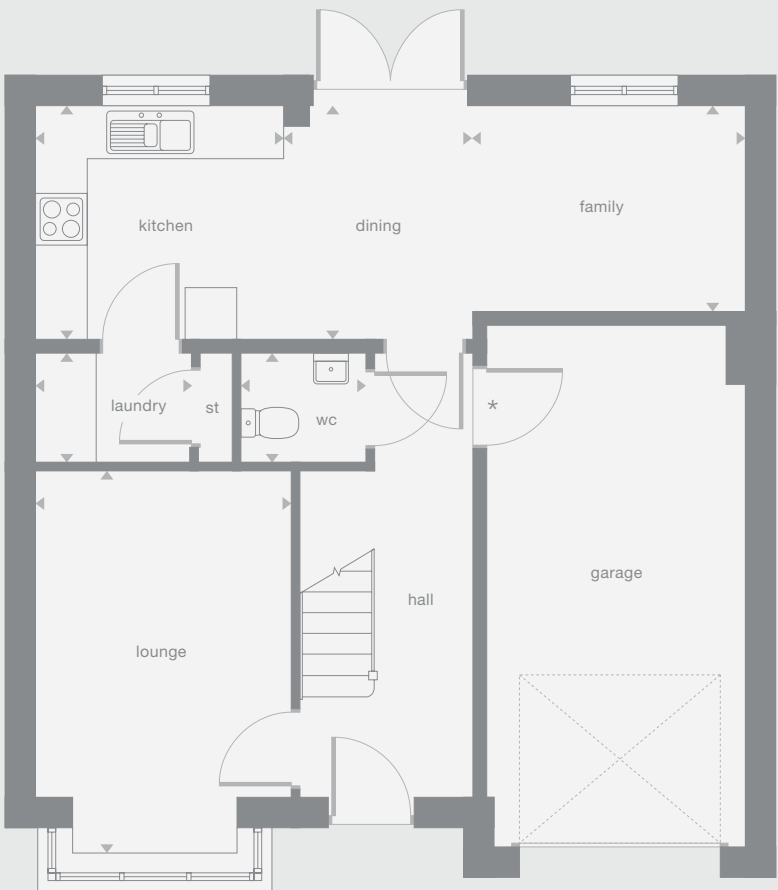 family
kitchen
dining
laundry
st
*
wc
garage
hall
lounge